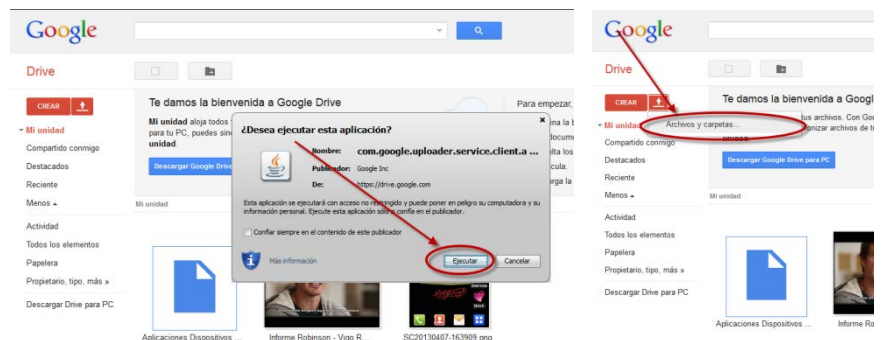 Google
Drive
CREAR
Mi unidad
Compartido conmigo
Destacados
Reciente
Menos
Actividad
Todos los elementos
Papelera
Propietario, tipo, más »
Descargar Drive para PC
Te damos la bienvenida a Google Drive
Mi unidad aloja todos
para tu PC, puedes sin
unidad.
Descargar Google Drive
Para empezar,
Mi unidad
¿Desea ejecutar esta aplicación?
Nombre: com.google.uploader.service.client.a ...
Publicador: Google Inc
De: https://drive.google.com
Esta aplicación se ejecutará con acceso no restringido y puede poner en peligro su computadora y su
información personal. Ejecute esta aplicación sólo si confía en el publicador.
Confiar siempre en el contenido de este publicador
Más información
Ejecutar
Cancelar
Aplicaciones Dispositivos ...
Informe Robinson - Vigo R...
SC20130407-163909.png
Google
Drive
CREAR
Mi unidad
Compartido conmigo
Destacados
Reciente
Menos
Actividad
Todos los elementos
Papelera
Propietario, tipo, más »
Descargar Drive para PC
Te damos la bienvenida a Googl
tus archivos. Con Goo
onizar archivos de tu
Archivos y carpetas...
Descargar Google Drive para PC
Mi unidad
Aplicaciones Dispositivos ...
Informe Ro